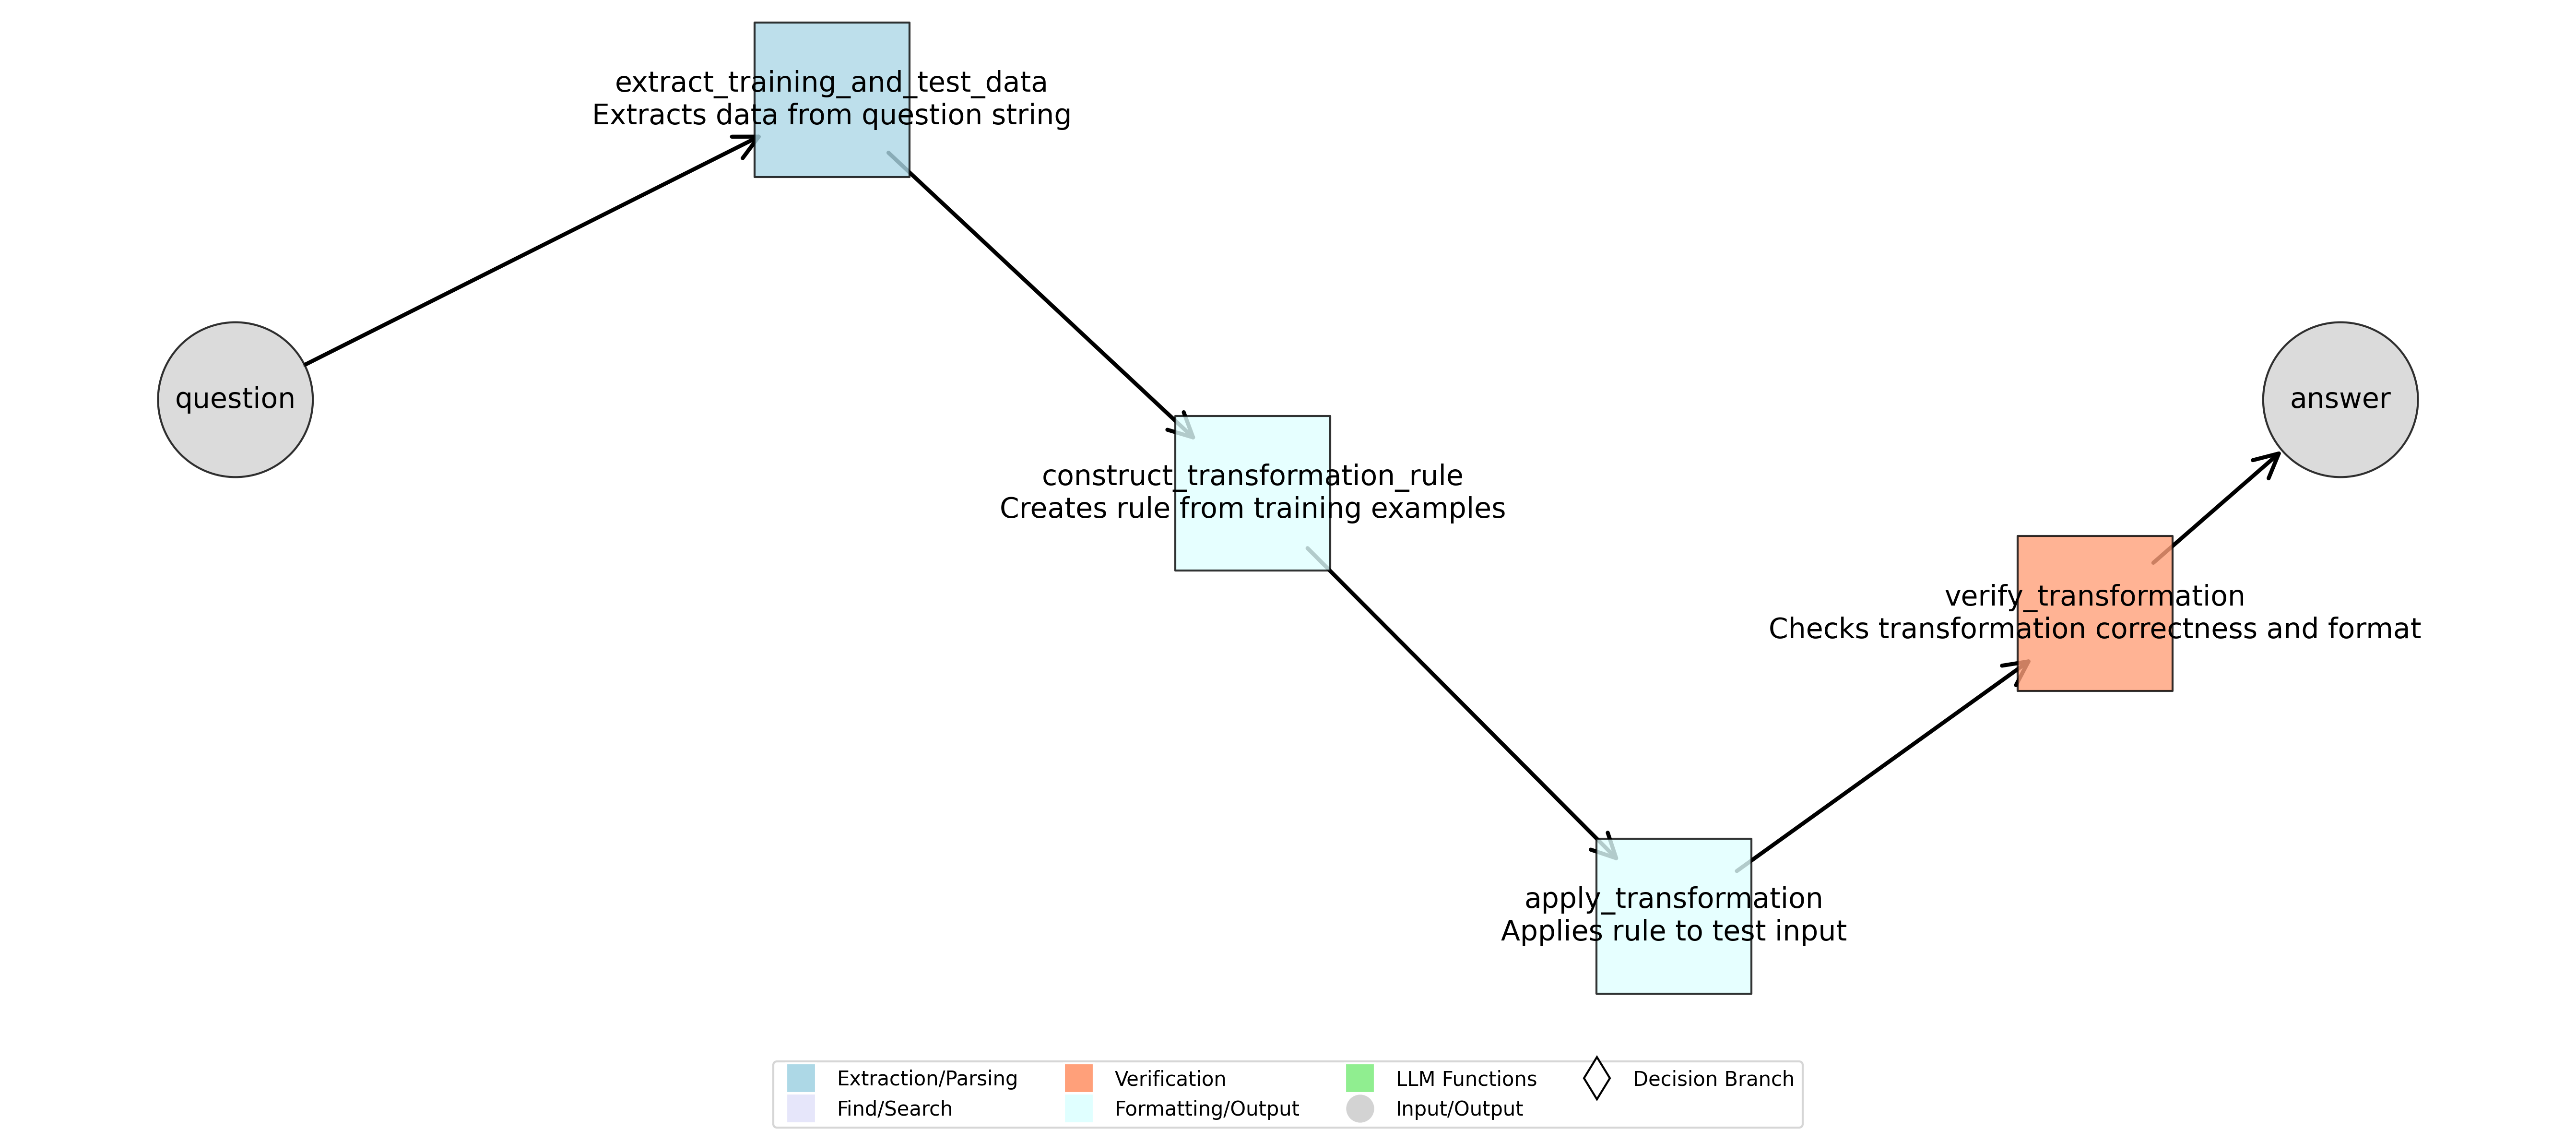 extract_training_and_test_data
Extracts data from question string
question
answer
construct_transformation_rule
Creates rule from training examples
verify_transformation
Checks transformation correctness and format
apply_transformation
Applies rule to test input
Extraction/Parsing
Find/Search
Verification
Formatting/Output
LLM Functions
Input/Output
Decision Branch